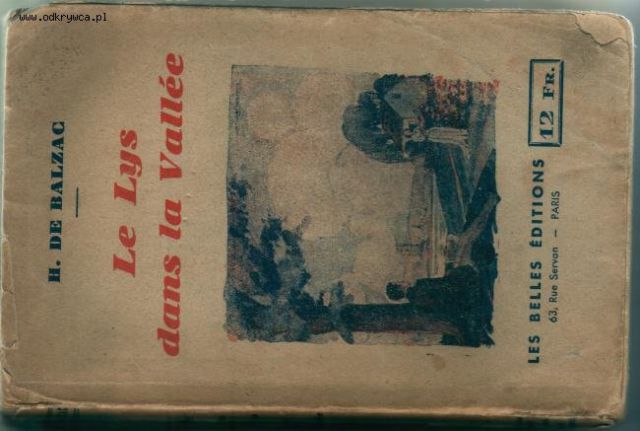 www.odkrywca.pl
H. DE BALZAC
Le Lys
dans la Vallée
12 Fr.
LES BELLES ÉDITIONS
63, Rue Servan — PARIS